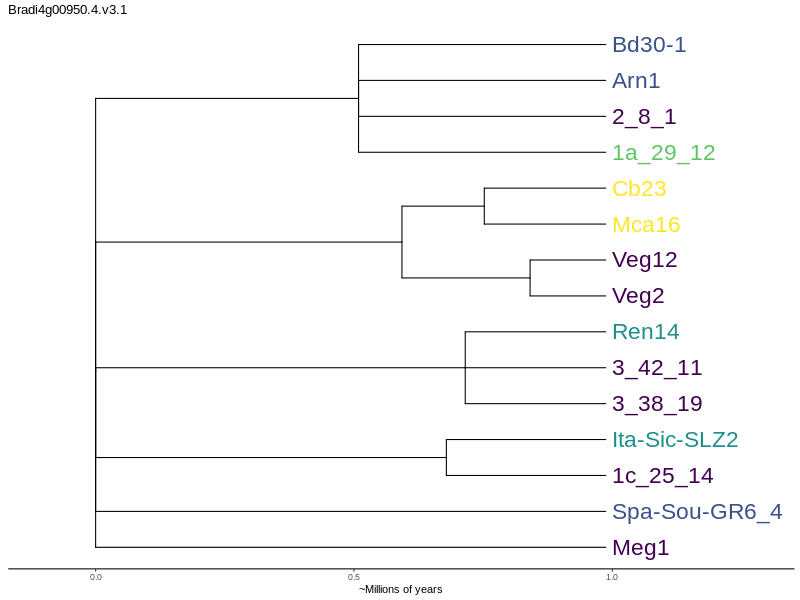 Bradi4g00950.4.v3.1
Bd30-1
Arn1
2_8_1
1a_29_12
Cb23
Mca16
Veg12
Veg2
Ren14
3_42_11
3_38_19
Ita-Sic-SLZ2
1c_25_14
Spa-Sou-GR6_4
Meg1
0.0 0.5 1.0
~Millions of years